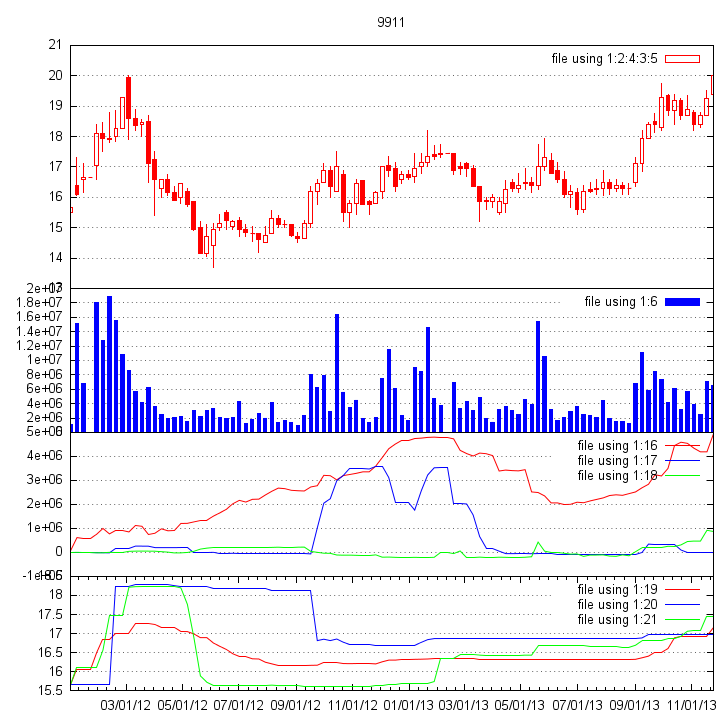 9911
21
file using 1:2:4:3:5
20
19
18
17
16
15
14
13
2e+07
file using 1:6
1.8e+07
1.6e+07
1.4e+07
1.2e+07
1e+07
8e+06
6e+06
4e+06
2e+06
0
5e+06
file using 1:16
4e+06
file using 1:17
file using 1:18
3e+06
2e+06
1e+06
0
-1e+06
18
file using 1:19
file using 1:20
17.5
file using 1:21
17
16.5
16
15.5
03/01/12 05/01/12 07/01/12 09/01/12 11/01/12 01/01/13 03/01/13 05/01/13 07/01/13 09/01/13 11/01/13